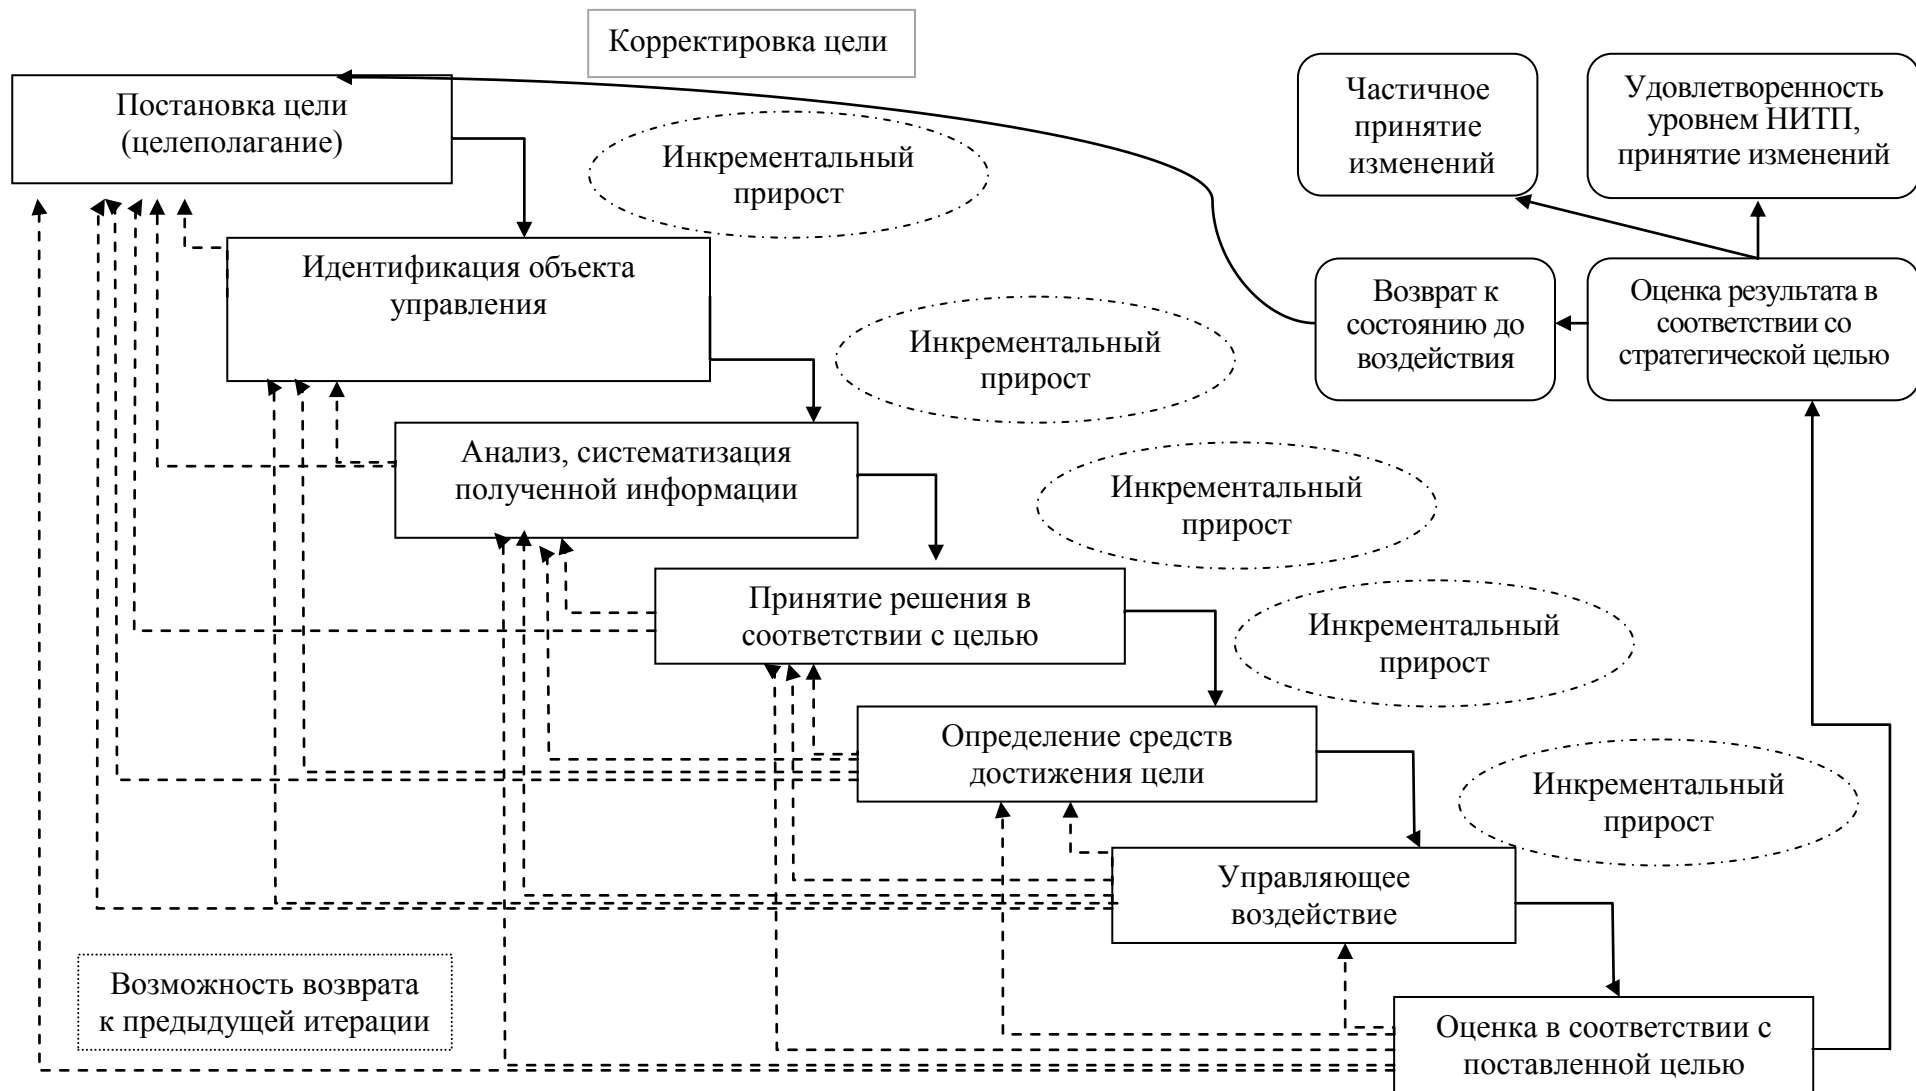 Корректировка цели
Постановка цели
(целеполагание)
Частичное
принятие
изменений
Удовлетворенность
уровнем НИТП,
принятие изменений
Инкрементальный
прирост
Идентификация объекта
управления
Возврат к
состоянию до
воздействия
Оценка результата в
соответствии со
стратегической целью
Инкрементальный
прирост
Анализ, систематизация
полученной информации
Инкрементальный
прирост
Принятие решения в
соответствии с целью
Инкрементальный
прирост
Определение средств
достижения цели
Инкрементальный
прирост
Управляющее
воздействие
Возможность возврата
к предыдущей итерации
Оценка в соответствии с
поставленной целью